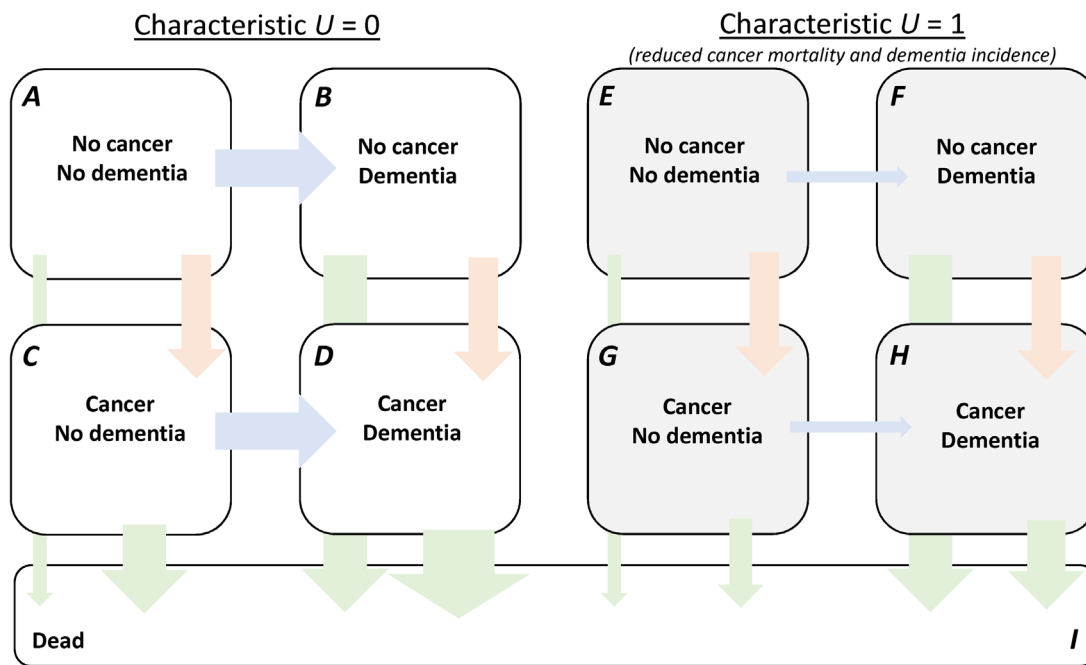 Characteristic U = 0
Characteristic U = 1
(reduced cancer mortality and dementia incidence)
A
No cancer
No dementia
B
No cancer
Dementia
E
No cancer
No dementia
F
No cancer
Dementia
C
Cancer
No dementia
D
Cancer
Dementia
G
Cancer
No dementia
H
Cancer
Dementia
Dead
I